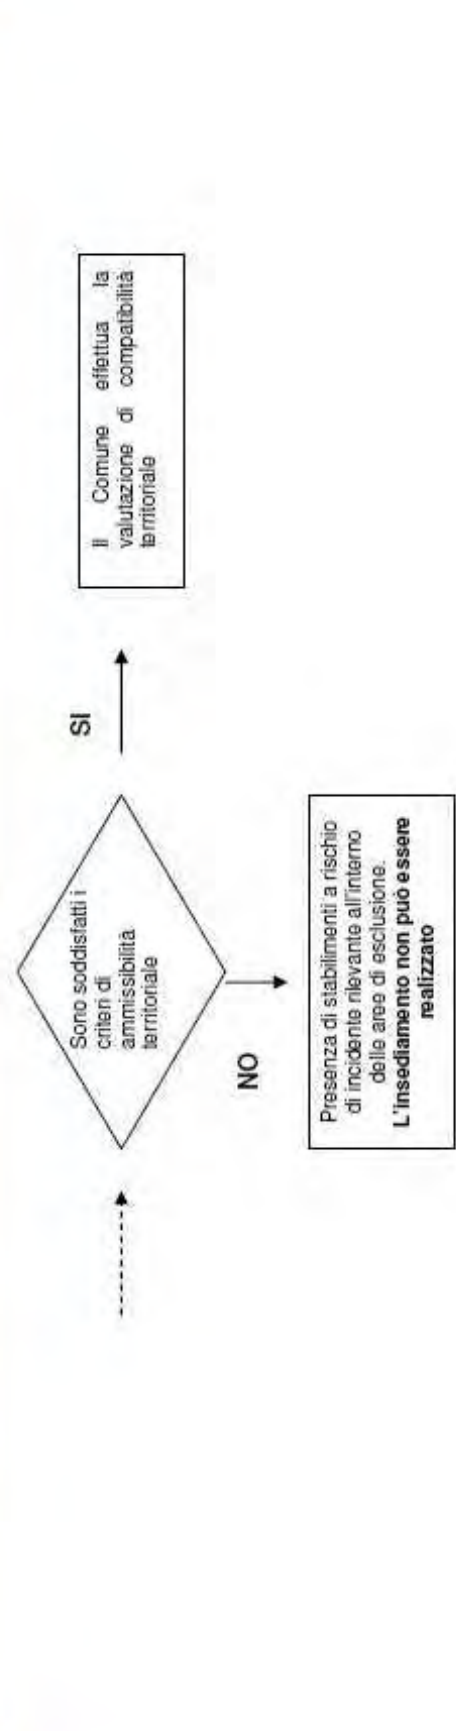 Sono soddisfatti i
criteri di
ammissibilità
territoriale
SI
Il Comune effettua la
valutazione di compatibilità
territoriale
NO
Presenza di stabilimenti a rischio
di incidente rilevante all'interno
delle aree di esclusione.
L'insediamento non può essere
realizzato